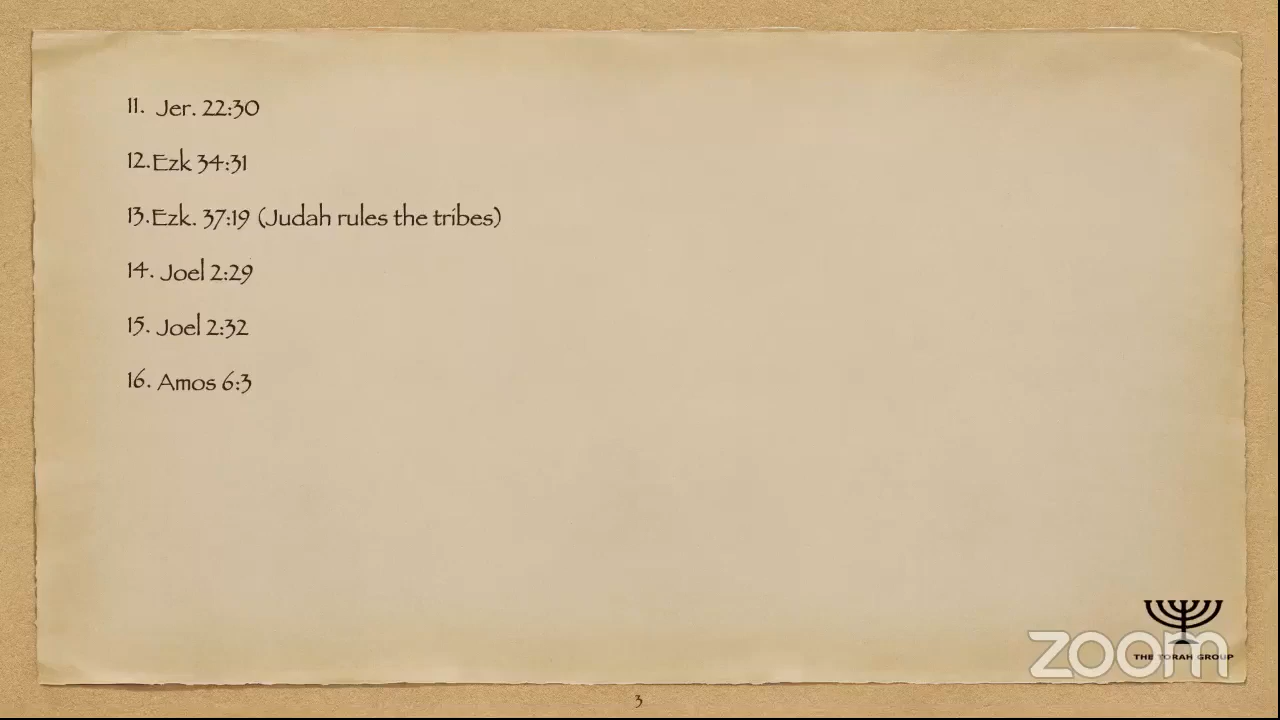 11. Jer. 22:30
12.Ezk 34:31
13.Ezk. 37:19 (Judah rules the tribes)
14. Joel 2:29
15. Joel 2:32
16. Amos 6:3
zoom
THE TORAH GROUP
3